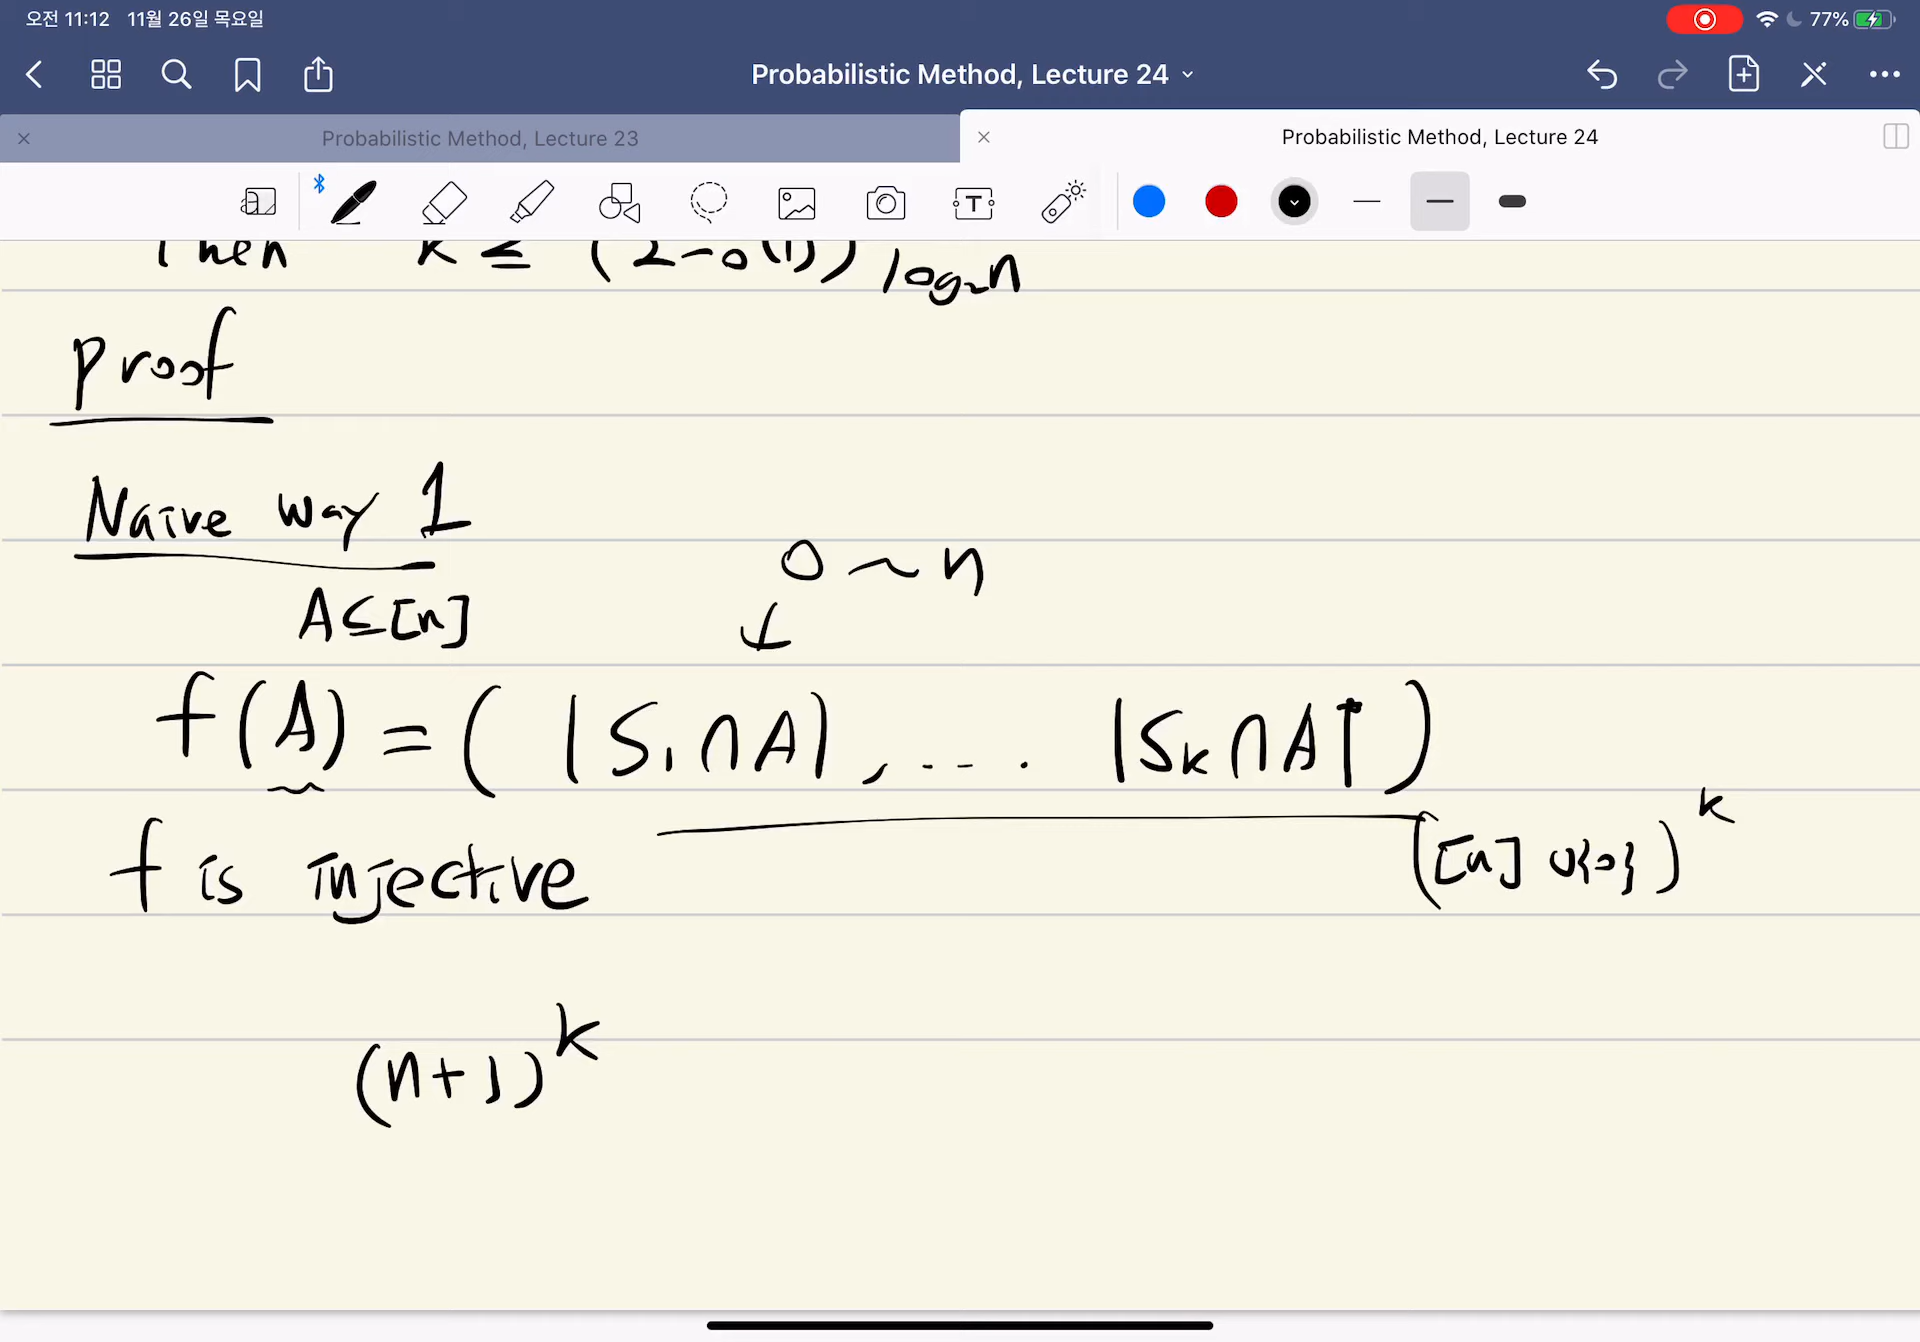 오전 11:12 11월 26일 목요일 77%
Probabilistic Method, Lecture 24
Probabilistic Method, Lecture 23
Probabilistic Method, Lecture 24
Then k ≤ (2-o(1)) log₂n
Proof
Naive way 1
0 ~ n
A⊆[n]
↓
f(A) = ( |S₁∩A|, .... |Sₖ∩A| )
([n] ∪{0})^k
f is injective
(n+1)^k